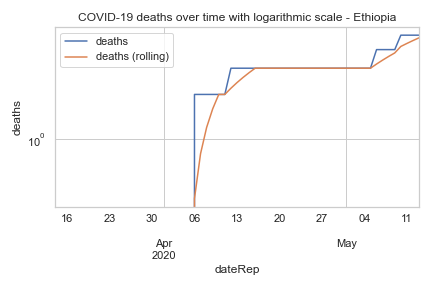 COVID-19 deaths over time with logarithmic scale - Ethiopia
deaths
deaths (rolling)
deaths
10⁰
16 23 30 06 13 20 27 04 11
Apr May
2020
dateRep